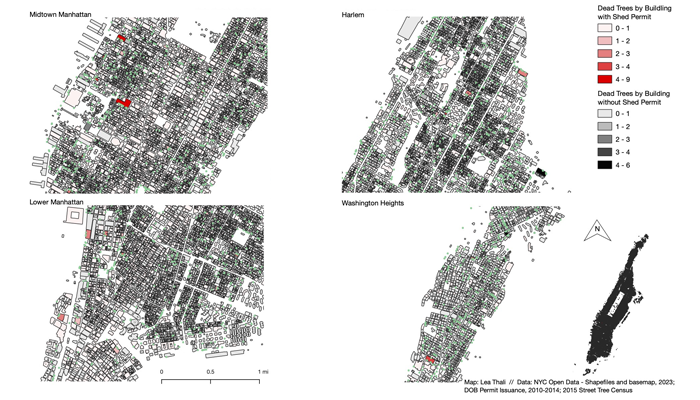 Midtown Manhattan
Harlem
Dead Trees by Building
with Shed Permit
0 - 1
1 - 2
2 - 3
3 - 4
4 - 9
Dead Trees by Building
without Shed Permit
0 - 1
1 - 2
2 - 3
3 - 4
4 - 6
Lower Manhattan
Washington Heights
N
0 0.5 1 mi
Map: Lea Thali // Data: NYC Open Data - Shapefiles and basemap, 2023;
DOB Permit Issuance, 2010-2014; 2015 Street Tree Census